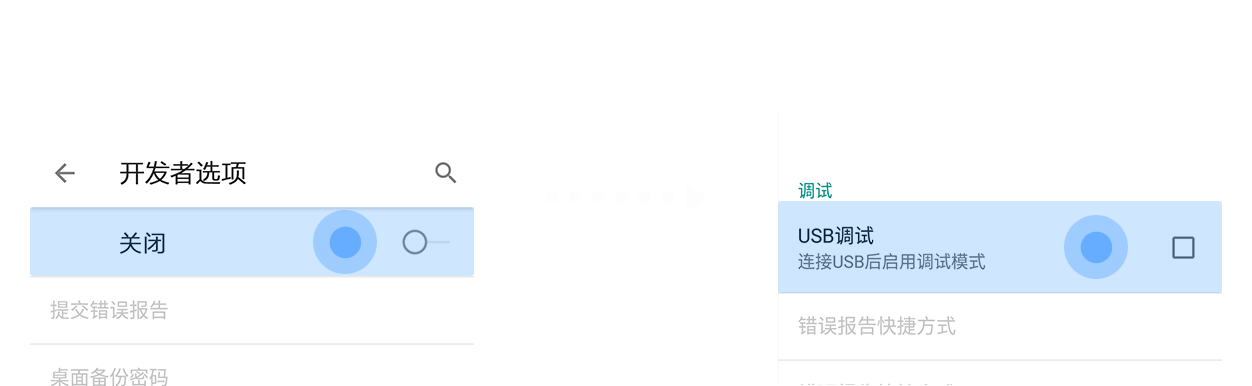 开发者选项
关闭
提交错误报告
桌面备份密码
调试
USB调试
连接USB后启用调试模式
错误报告快捷方式